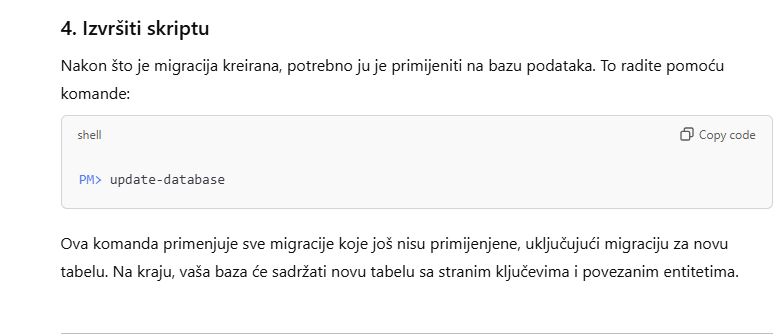 4. Izvršiti skriptu
Nakon što je migracija kreirana, potrebno ju je primijeniti na bazu podataka. To radite pomoću
komande:
shell
Copy code
PM> update-database
Ova komanda primenjuje sve migracije koje još nisu primijenjene, uključujući migraciju za novu
tabelu. Na kraju, vaša baza će sadržati novu tabelu sa stranim ključevima i povezanim entitetima.